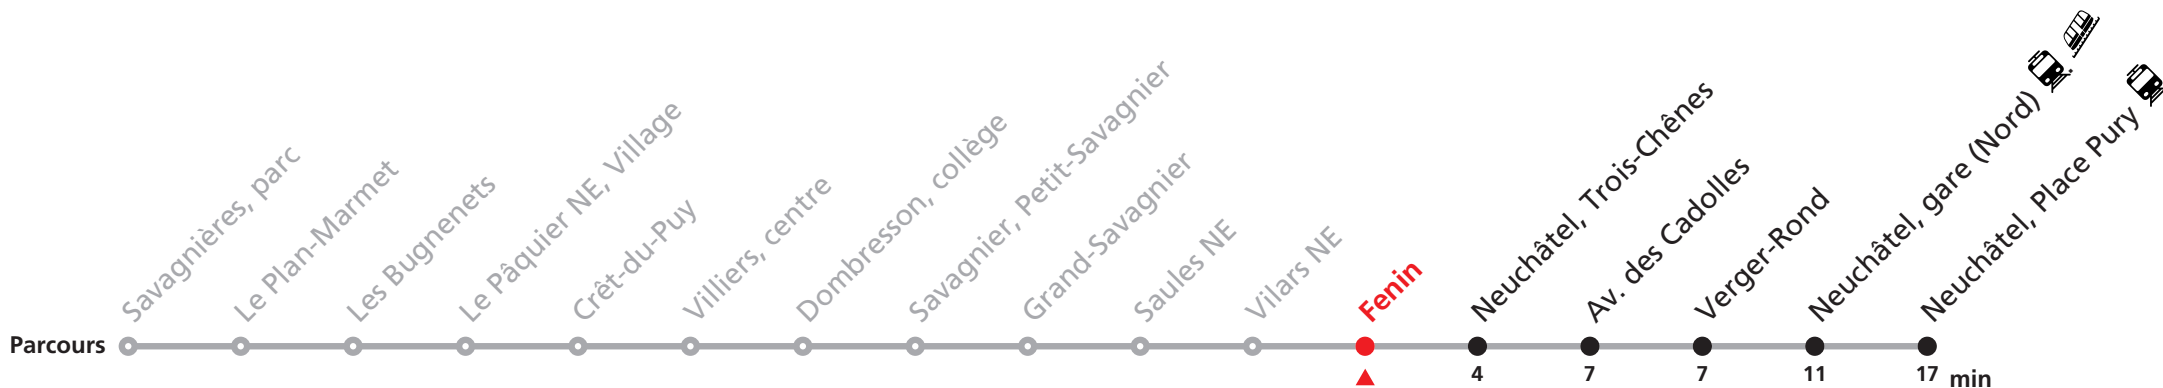 Savagnières, parc
Le Plan-Marmet
Les Bugnenets
Le Pâquier NE, Village
Crêt-du-Puy
Villiers, centre
Dombresson, collège
Savagnier, Petit-Savagnier
Grand-Savagnier
Saules NE
Vilars NE
Fenin
Neuchâtel, Trois-Chênes
Av. des Cadolles
Verger-Rond
Neuchâtel, gare (Nord)
Neuchâtel, Place Pury
Parcours
4 7 7 11 17 min